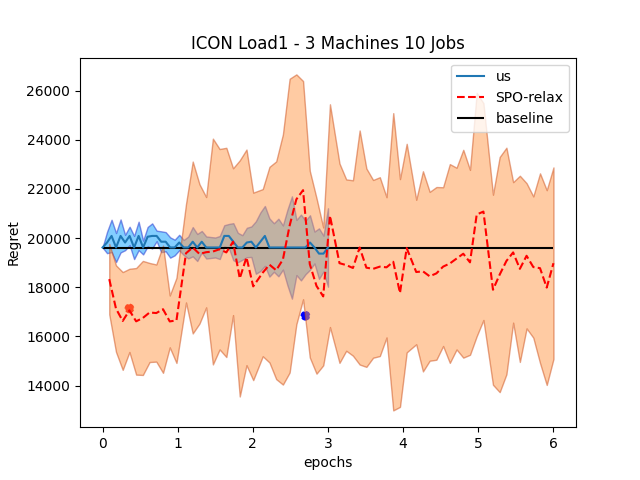 ICON Load1 - 3 Machines 10 Jobs
us
SPO-relax
baseline
Regret
26000
24000
22000
20000
18000
16000
14000
0 1 2 3 4 5 6
epochs